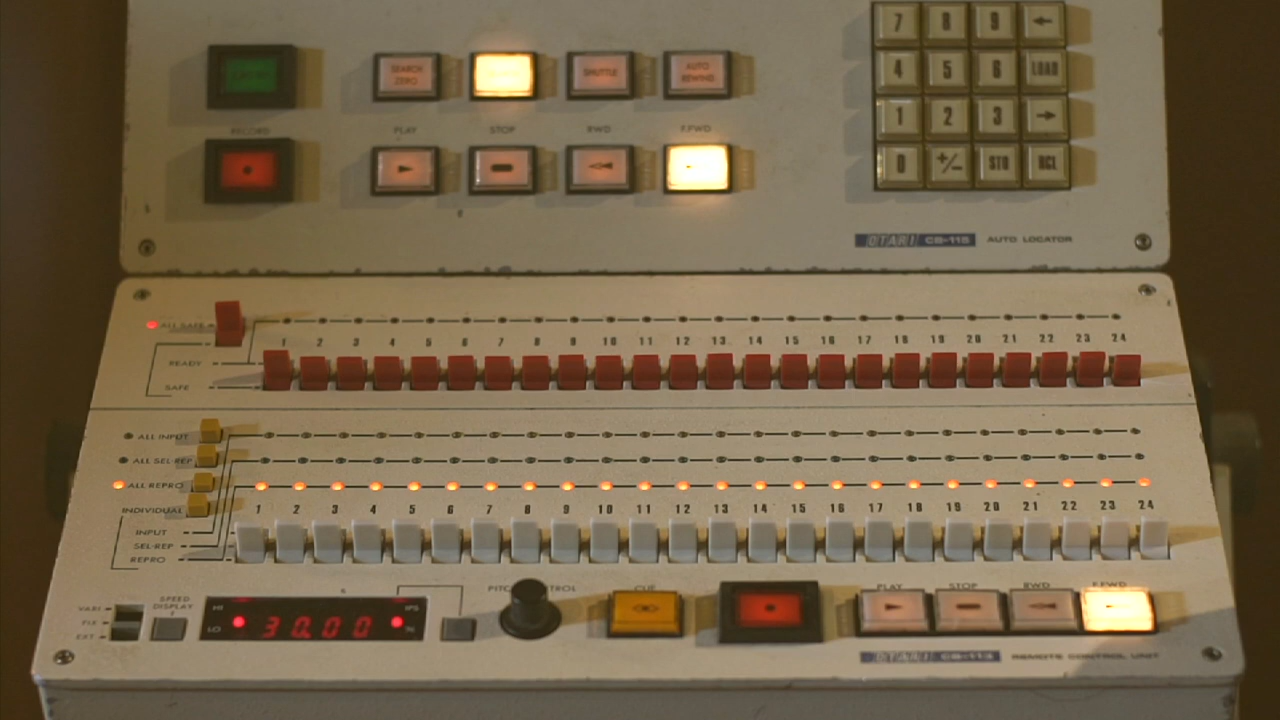 7 8 9 ←
SEARCH ZERO
SHUTTLE
AUTO REWIND
4 5 6 LOAD
1 2 3 →
RECORD PLAY STOP RWD F.FWD
0 +/− STO RCL
OTARI CB-115 AUTO LOCATOR
ALL SAFE
1 2 3 4 5 6 7 8 9 10 11 12 13 14 15 16 17 18 19 20 21 22 23 24
READY
SAFE
ALL INPUT
ALL SEL-REP
ALL REPRO
INDIVIDUAL 1 2 3 4 5 6 7 8 9 10 11 12 13 14 15 16 17 18 19 20 21 22 23 24
INPUT
SEL-REP
REPRO
PLAY STOP RWD F.FWD
CUE
SPEED
DISPLAY
VARI
FIX
EXT
HI IPS
LO 30.00 %
OTARI CB-113 REMOTE CONTROL UNIT